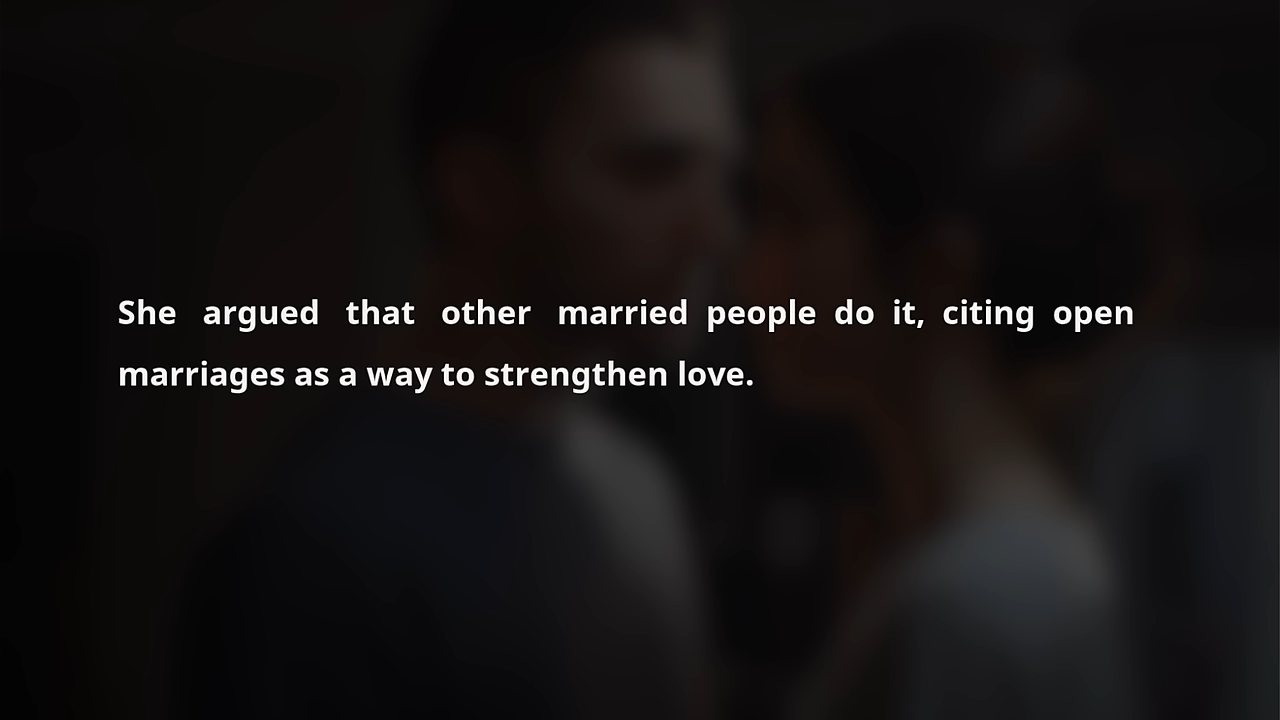 She argued that other married people do it, citing open
marriages as a way to strengthen love.